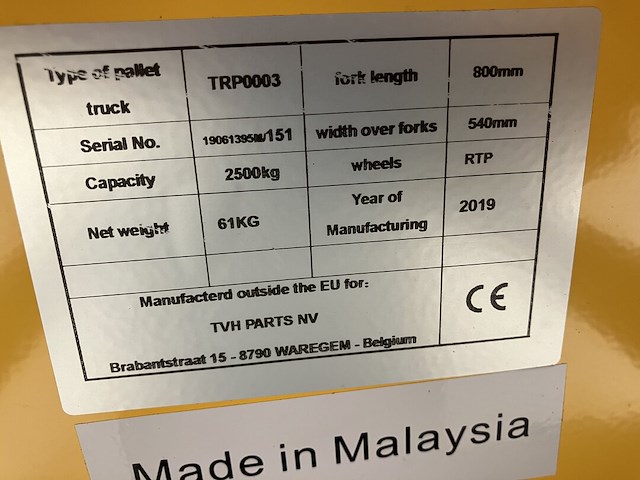 Type of pallet truck TRP0003 fork length 800mm
Serial No. 19061395M/151 width over forks 540mm
Capacity 2500kg wheels RTP
Net weight 61KG Year of Manufacturing 2019
Manufacterd outside the EU for:
TVH PARTS NV
Brabantstraat 15 - 8790 WAREGEM - Belgium
CE
Made in Malaysia